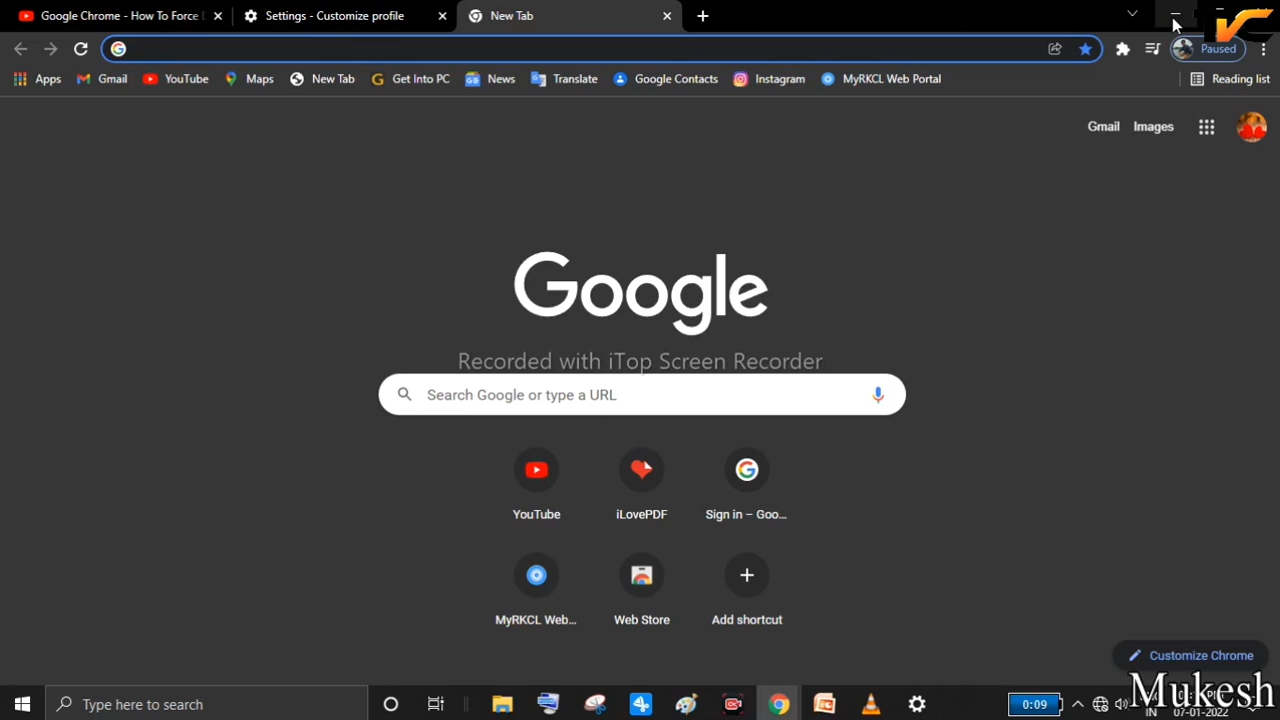 Google Chrome - How To Force D
Settings - Customize profile
New Tab
Paused
Apps
Gmail
YouTube
Maps
New Tab
Get Into PC
News
Translate
Google Contacts
Instagram
MyRKCL Web Portal
Reading list
Gmail
Images
Google
Recorded with iTop Screen Recorder
Search Google or type a URL
YouTube
iLovePDF
Sign in – Goo...
MyRKCL Web...
Web Store
Add shortcut
Customize Chrome
Mukesh
Type here to search
0:09
IN
07-01-2022